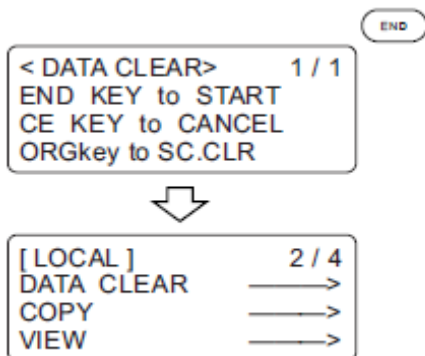 END
< DATA CLEAR> 1 / 1
END KEY to START
CE KEY to CANCEL
ORGkey to SC.CLR
[ LOCAL ] 2 / 4
DATA CLEAR ———>
COPY ———>
VIEW ———>